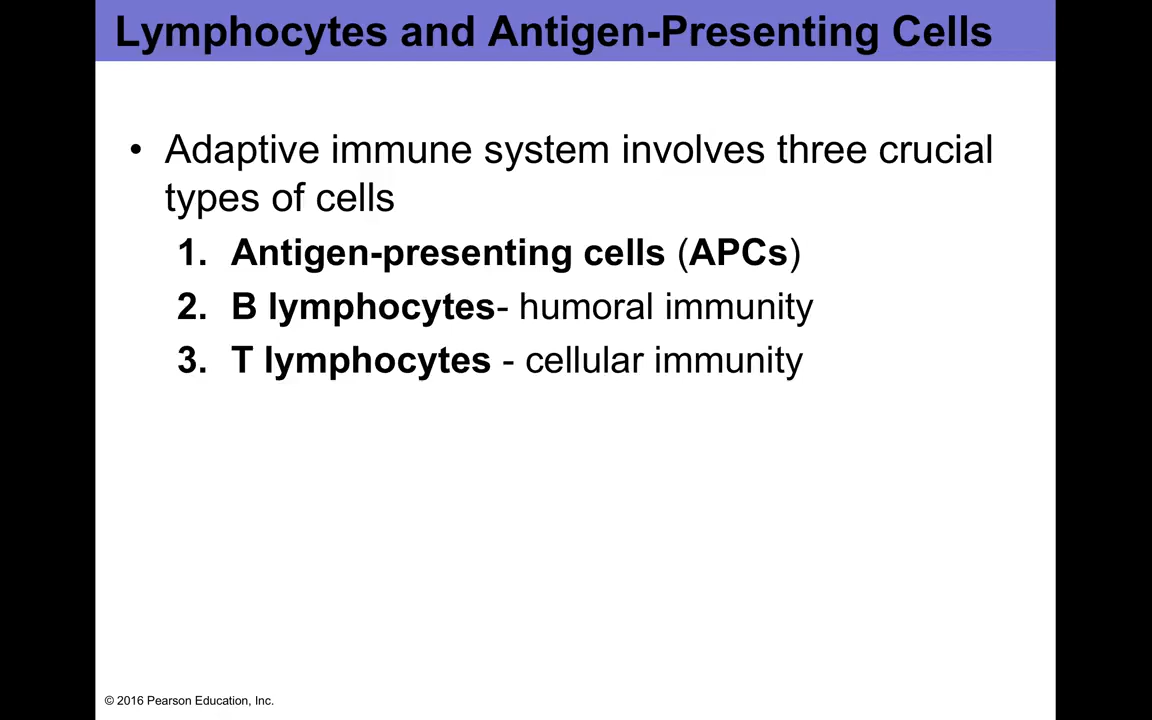 Lymphocytes and Antigen-Presenting Cells
• Adaptive immune system involves three crucial
types of cells
1. Antigen-presenting cells (APCs)
2. B lymphocytes- humoral immunity
3. T lymphocytes - cellular immunity
© 2016 Pearson Education, Inc.